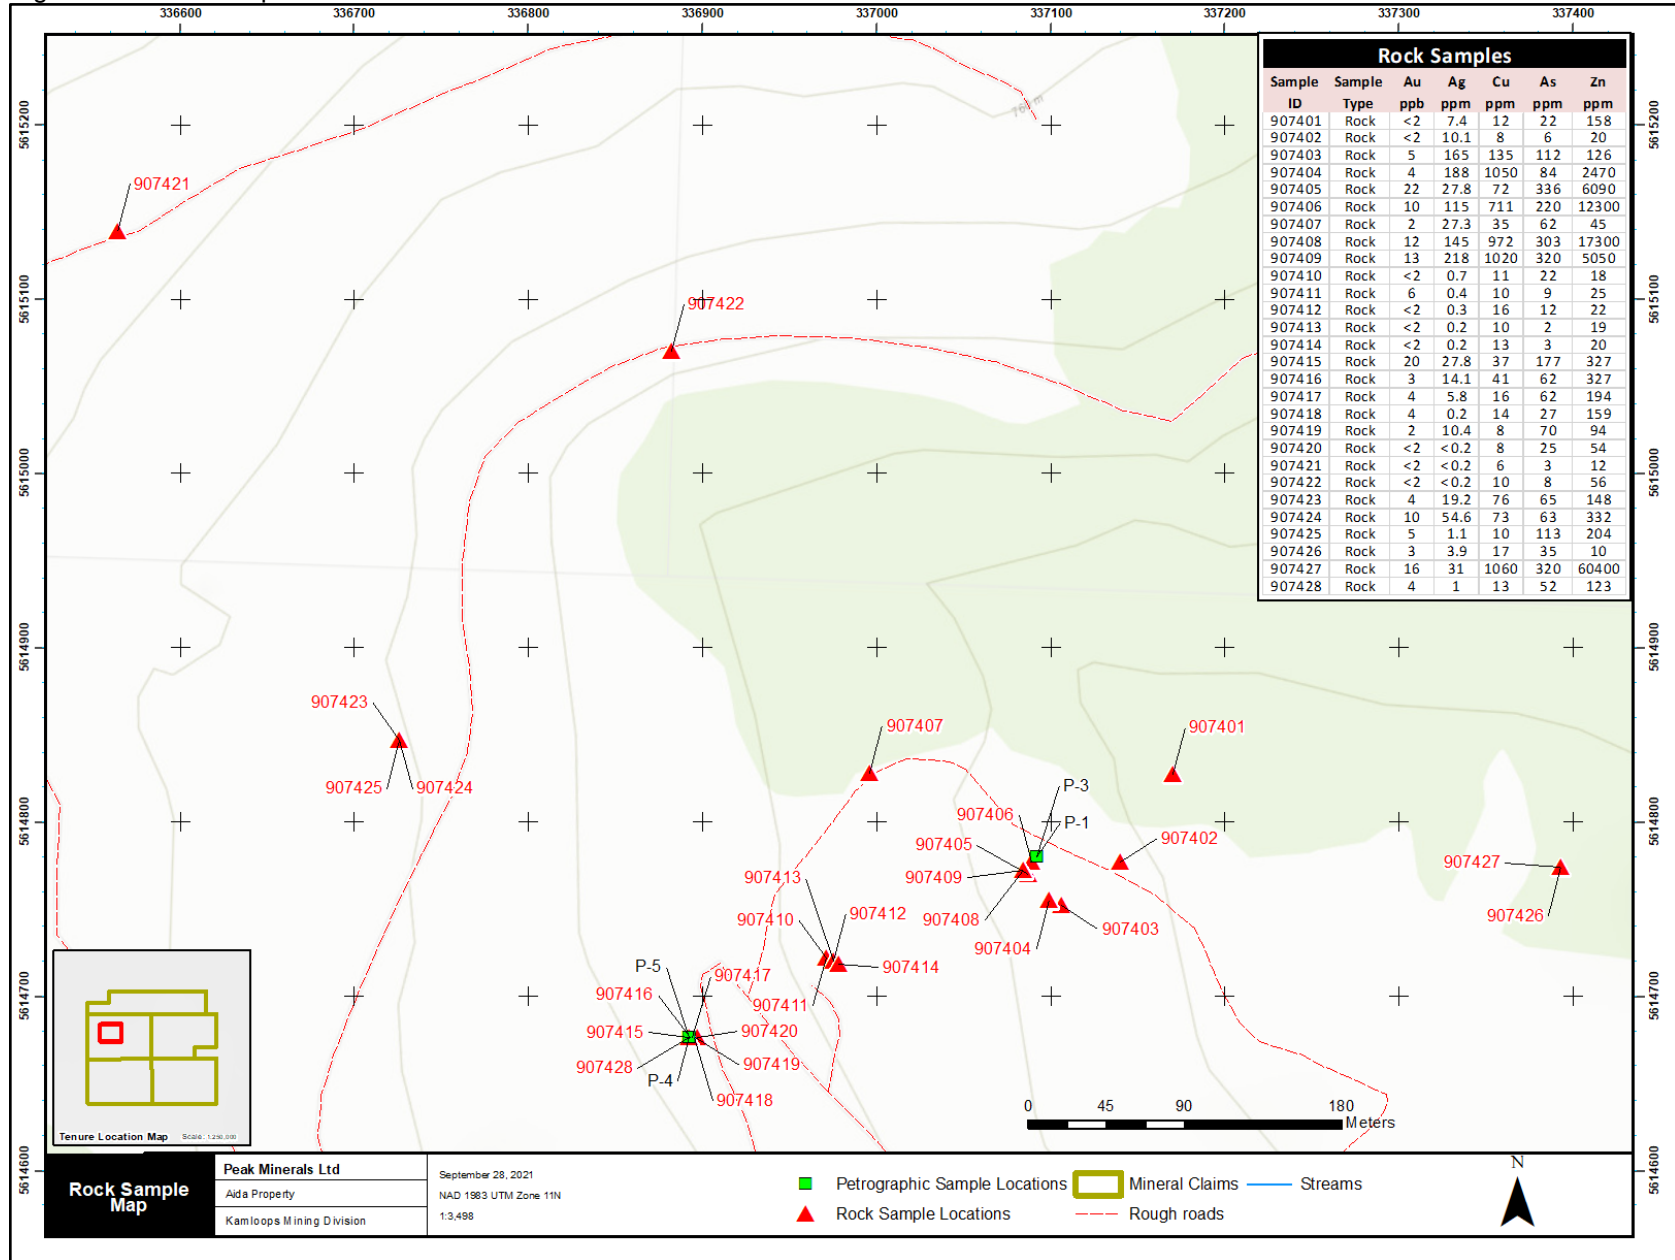 336600 336700 336800 336900 337000 337100 337200 337300 337400
Rock Samples
Sample ID Sample Type Au ppb Ag ppm Cu ppm As ppm Zn ppm
907401 Rock <2 7.4 12 22 158
907402 Rock <2 10.1 8 6 20
907403 Rock 5 165 135 112 126
907404 Rock 4 188 1050 84 2470
907405 Rock 22 27.8 72 336 6090
907406 Rock 10 115 711 220 12300
907407 Rock 2 27.3 35 62 45
907408 Rock 12 145 972 303 17300
907409 Rock 13 218 1020 320 5050
907410 Rock <2 0.7 11 22 18
907411 Rock 6 0.4 10 9 25
907412 Rock <2 0.3 16 12 22
907413 Rock <2 0.2 10 2 19
907414 Rock <2 0.2 13 3 20
907415 Rock 20 27.8 37 177 327
907416 Rock 3 14.1 41 62 327
907417 Rock 4 5.8 16 62 194
907418 Rock 4 0.2 14 27 159
907419 Rock 2 10.4 8 70 94
907420 Rock <2 <0.2 8 25 54
907421 Rock <2 <0.2 6 3 12
907422 Rock <2 <0.2 10 8 56
907423 Rock 4 19.2 76 65 148
907424 Rock 10 54.6 73 63 332
907425 Rock 5 1.1 10 113 204
907426 Rock 3 3.9 17 35 10
907427 Rock 16 31 1060 320 60400
907428 Rock 4 1 13 52 123
5615200 5615200
907421
5615100 5615100
907422
5615000 5615000
5614900 5614900
907423
907425 907424
907407
907401
P-3
5614800 5614800
907406 P-1
907405
907402
907409
907427
907413
907410 907412
907408
907426
907404 907403
P-5
907417 907414
907416
907411
5614700 5614700
907415 907420
907428 907419
P-4
907418
0 45 90 180
Meters
Tenure Location Map Scale: 1:250,000
5614600 5614600
Rock Sample
Map
Peak Minerals Ltd
Aida Property
Kamloops Mining Division
September 28, 2021
NAD 1983 UTM Zone 11N
1:3,498
Petrographic Sample Locations Mineral Claims Streams
Rock Sample Locations Rough roads
N